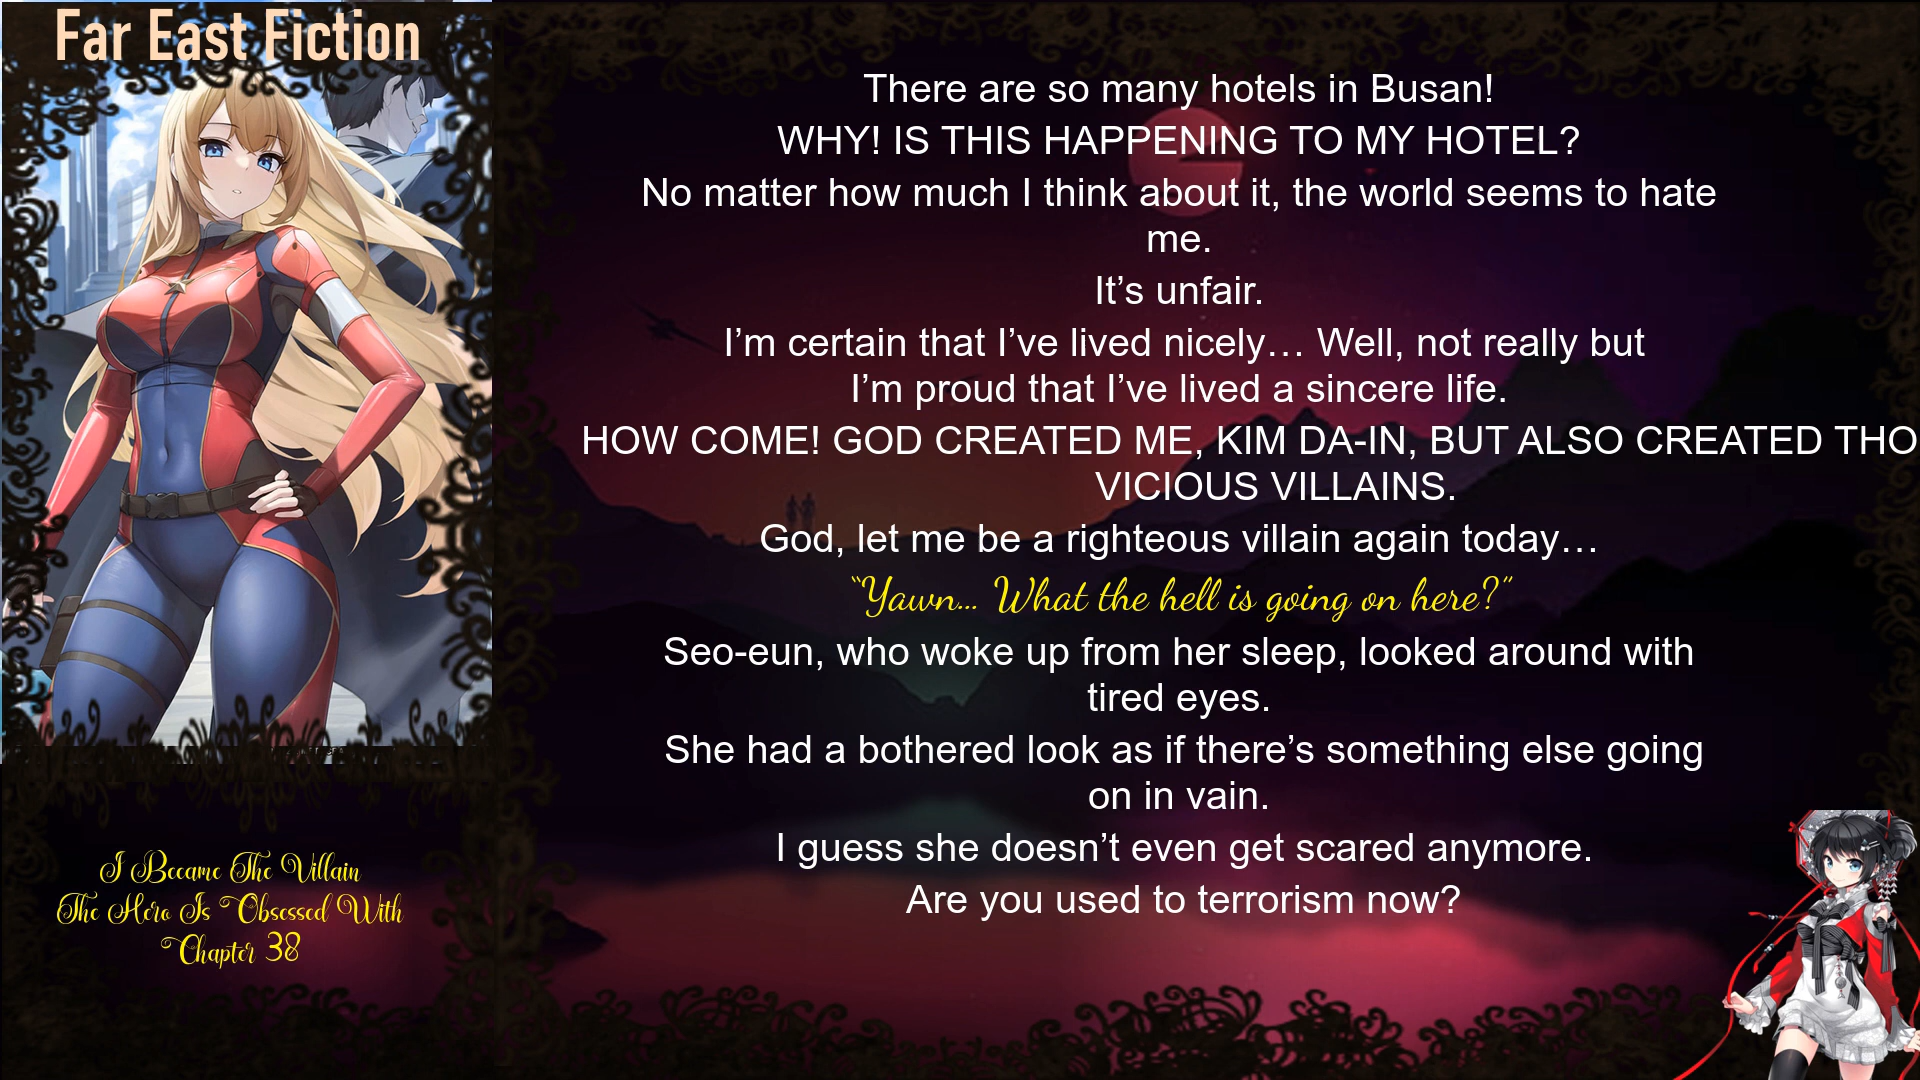 Far East Fiction
There are so many hotels in Busan!
WHY! IS THIS HAPPENING TO MY HOTEL?
No matter how much I think about it, the world seems to hate
me.
It’s unfair.
I’m certain that I’ve lived nicely… Well, not really but
I’m proud that I’ve lived a sincere life.
HOW COME! GOD CREATED ME, KIM DA-IN, BUT ALSO CREATED THO
VICIOUS VILLAINS.
God, let me be a righteous villain again today…
“Yawn… What the hell is going on here?”
Seo-eun, who woke up from her sleep, looked around with
tired eyes.
She had a bothered look as if there’s something else going
on in vain.
I guess she doesn’t even get scared anymore.
Are you used to terrorism now?
I Became The Villain
The Hero Is Obsessed With
Chapter 38